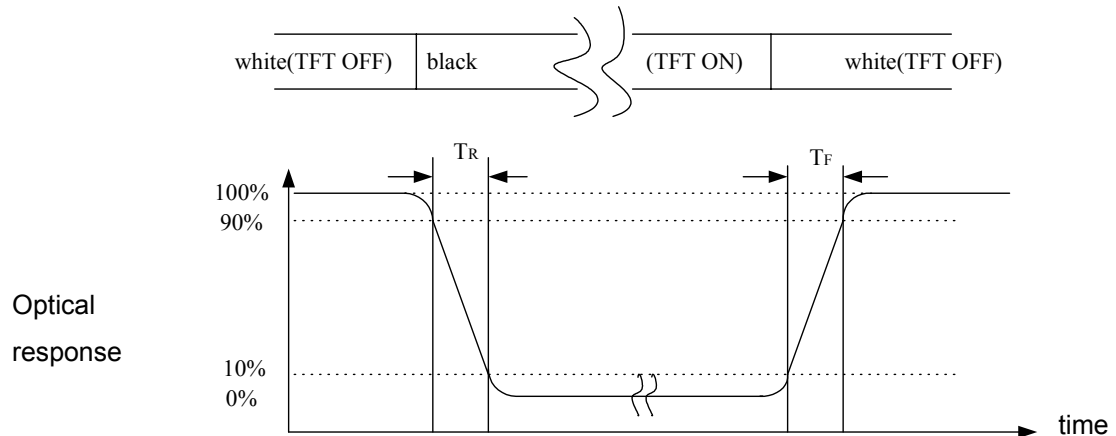 white(TFT OFF) black (TFT ON) white(TFT OFF)
TR TF
100%
90%
Optical
response
10%
0%
time